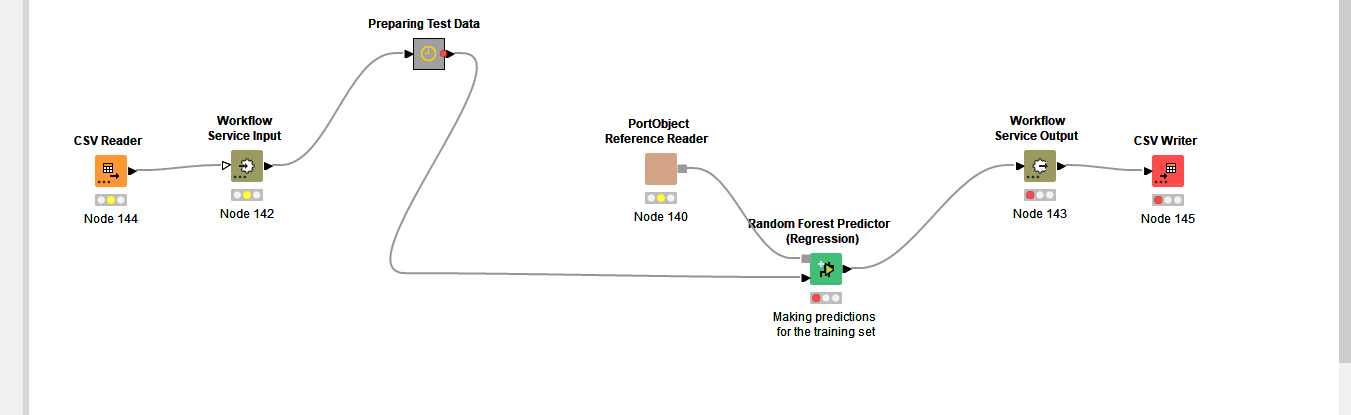 Preparing Test Data
CSV Reader
Node 144
Workflow
Service Input
Node 142
PortObject
Reference Reader
Node 140
Random Forest Predictor
(Regression)
Making predictions
for the training set
Workflow
Service Output
Node 143
CSV Writer
Node 145